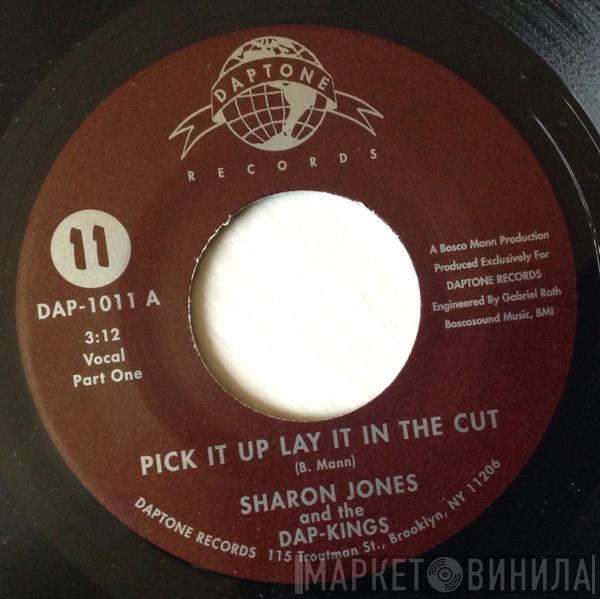 DAPTONE
RECORDS
11
DAP-1011 A
3:12
Vocal
Part One
A Bosco Mann Production
Produced Exclusively For
DAPTONE RECORDS
Engineered By Gabriel Roth
Boscosound Music, BMI
PICK IT UP LAY IT IN THE CUT
(B. Mann)
SHARON JONES
and the
DAP-KINGS
DAPTONE RECORDS 115 Troutman St., Brooklyn, NY 11206
МАРКЕТ ВИНИЛА